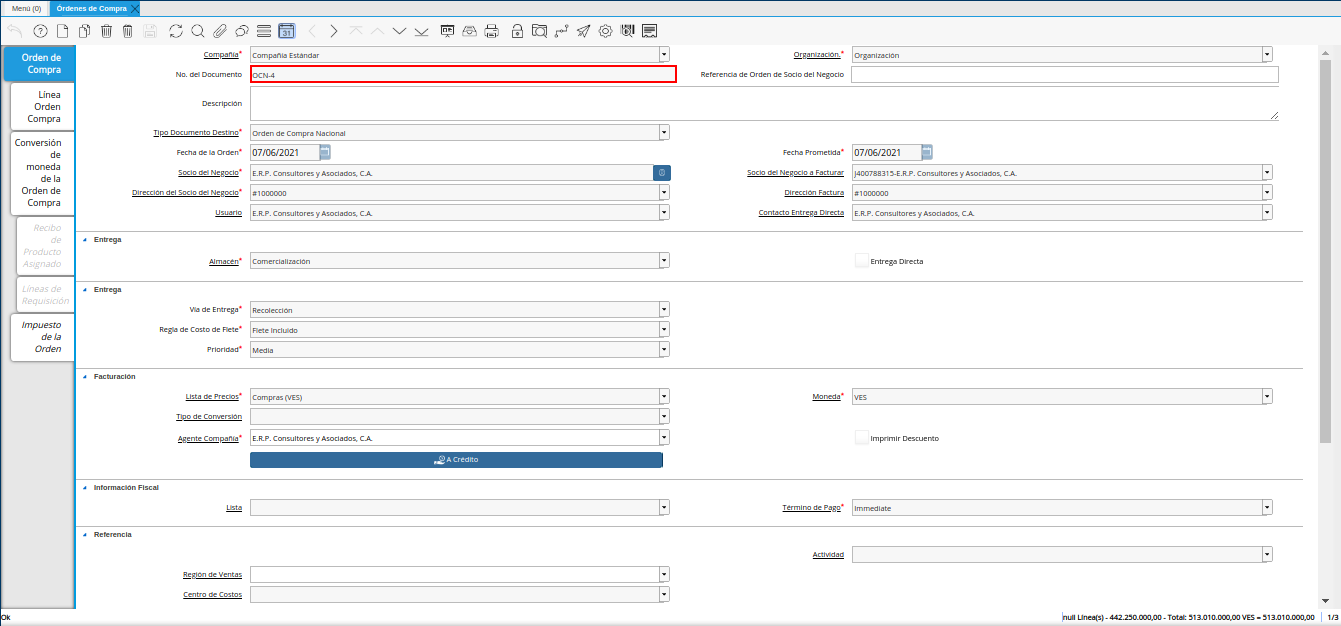 Menú (0) Órdenes de Compra
31
Orden de
Compra
Línea
Orden
Compra
Conversión
de
moneda
de la
Orden de
Compra
Recibo
de
Producto
Asignado
Líneas de
Requisición
Impuesto
de la
Orden
Compañía* Compañía Estándar Organización.* Organización
No. del Documento OCN-4 Referencia de Orden de Socio del Negocio
Descripción
Tipo Documento Destino* Orden de Compra Nacional
Fecha de la Orden* 07/06/2021 Fecha Prometida* 07/06/2021
Socio del Negocio* E.R.P. Consultores y Asociados, C.A. Socio del Negocio a Facturar J400788315-E.R.P. Consultores y Asociados, C.A.
Dirección del Socio del Negocio* #1000000 Dirección Factura #1000000
Usuario E.R.P. Consultores y Asociados, C.A. Contacto Entrega Directa E.R.P. Consultores y Asociados, C.A.
Entrega
Almacén* Comercialización Entrega Directa
Entrega
Vía de Entrega* Recolección
Regla de Costo de Flete* Flete Incluido
Prioridad* Media
Facturación
Lista de Precios* Compras (VES) Moneda* VES
Tipo de Conversión
Agente Compañía* E.R.P. Consultores y Asociados, C.A. Imprimir Descuento
A Crédito
Información Fiscal
Lista Término de Pago* Immediate
Referencia
Actividad
Región de Ventas
Centro de Costos
Ok null Línea(s) - 442.250.000,00 - Total: 513.010.000,00 VES = 513.010.000,00 1/3